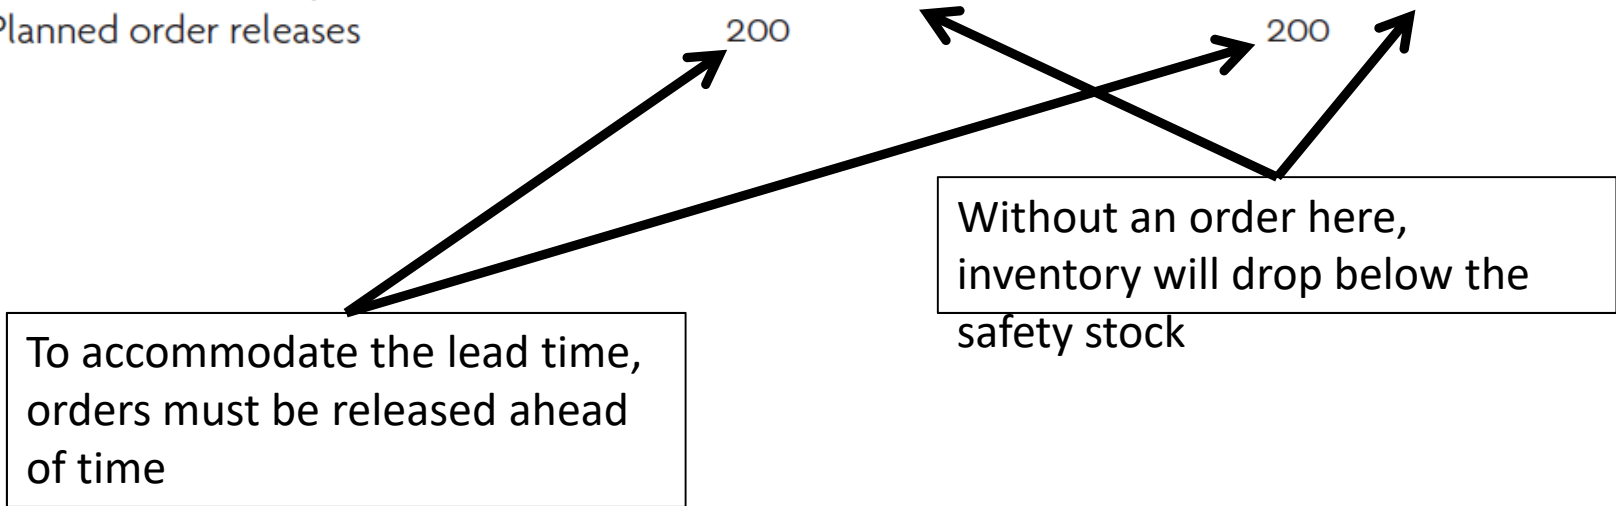 Planned order releases 200 200
Without an order here,
inventory will drop below the
safety stock
To accommodate the lead time,
orders must be released ahead
of time